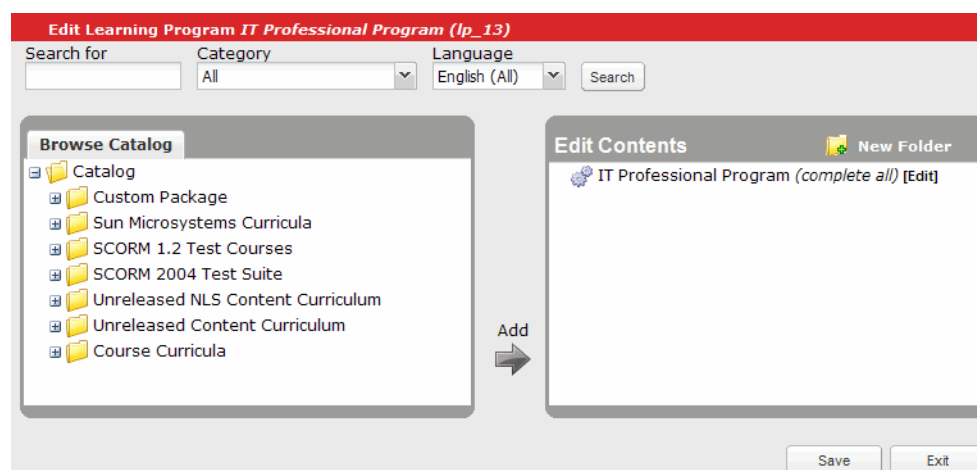 Edit Learning Program IT Professional Program (lp_13)
Search for Category Language
All English (All) Search
Browse Catalog
Catalog
Custom Package
Sun Microsystems Curricula
SCORM 1.2 Test Courses
SCORM 2004 Test Suite
Unreleased NLS Content Curriculum
Unreleased Content Curriculum
Course Curricula
Add
Edit Contents New Folder
IT Professional Program (complete all) [Edit]
Save Exit